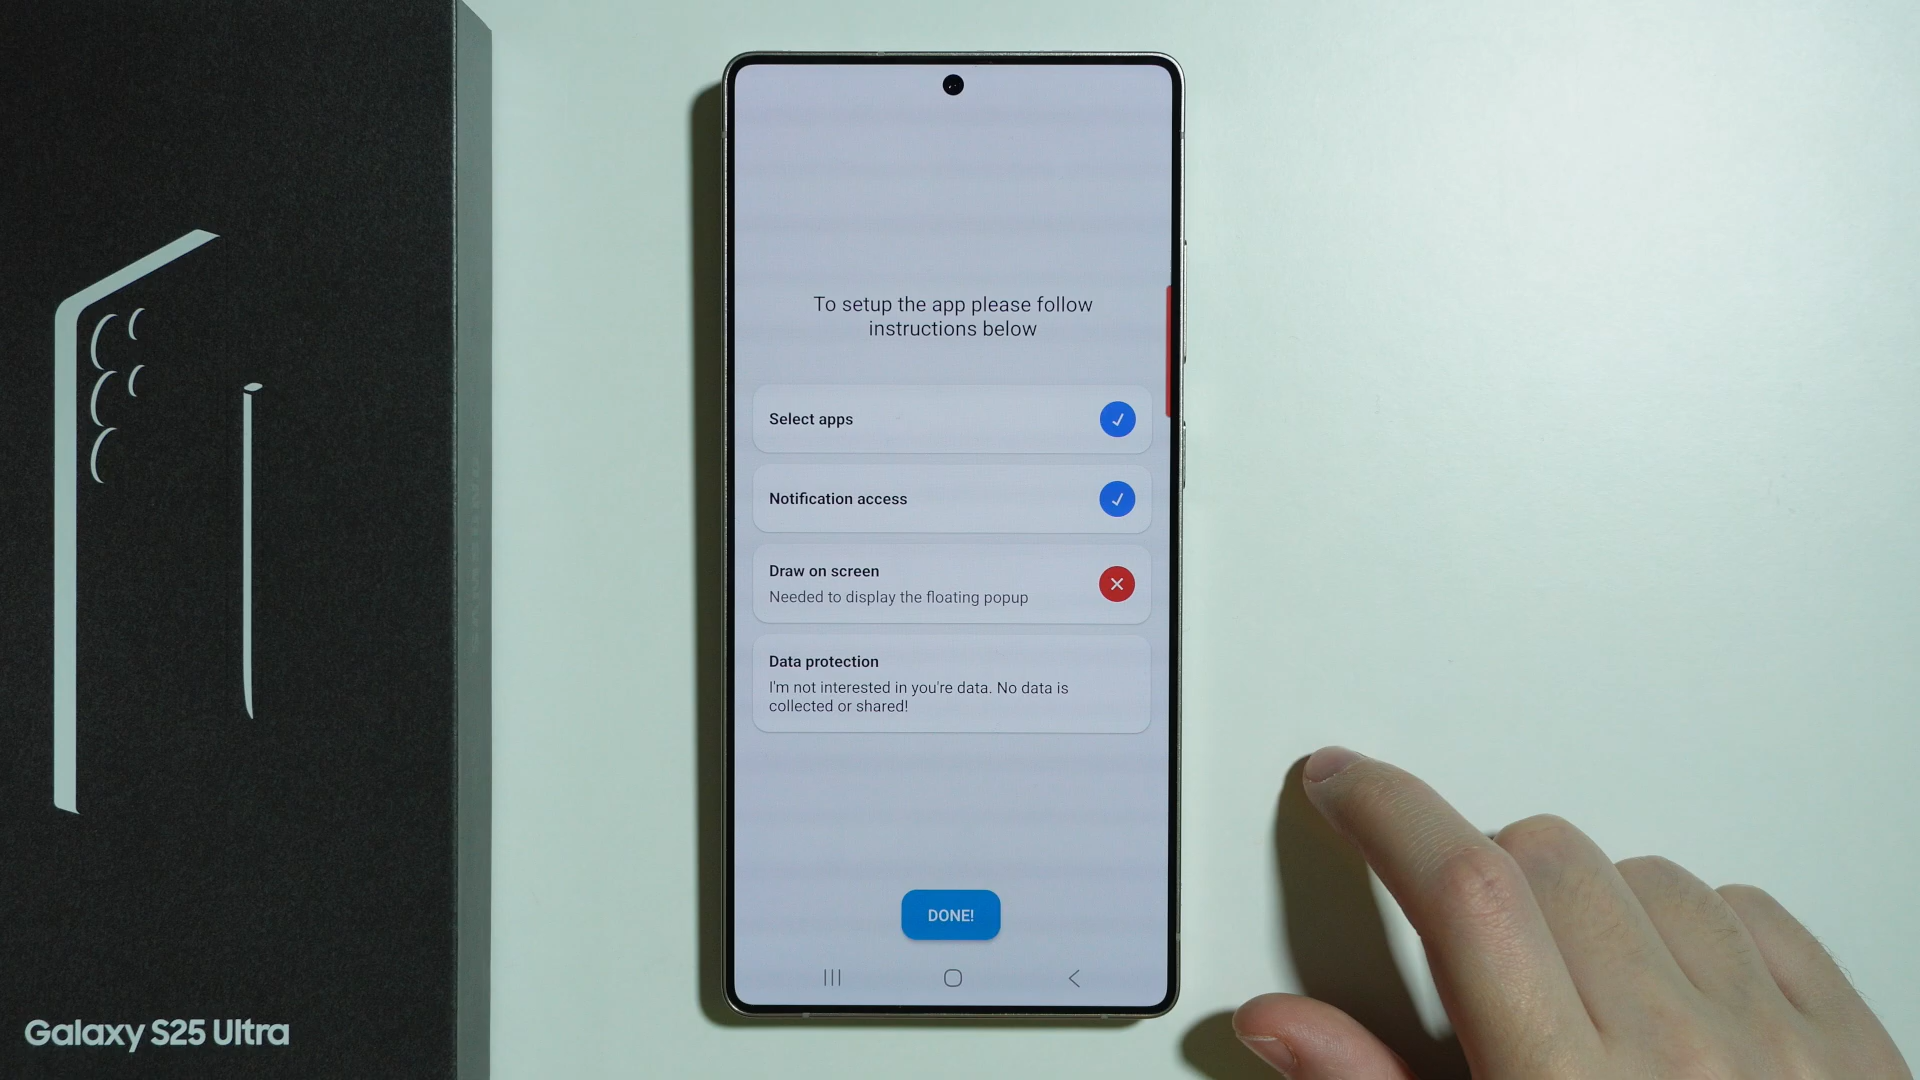 To setup the app please follow
instructions below
Select apps
Notification access
Draw on screen
Needed to display the floating popup
Data protection
I'm not interested in you're data. No data is
collected or shared!
DONE!
Galaxy S25 Ultra